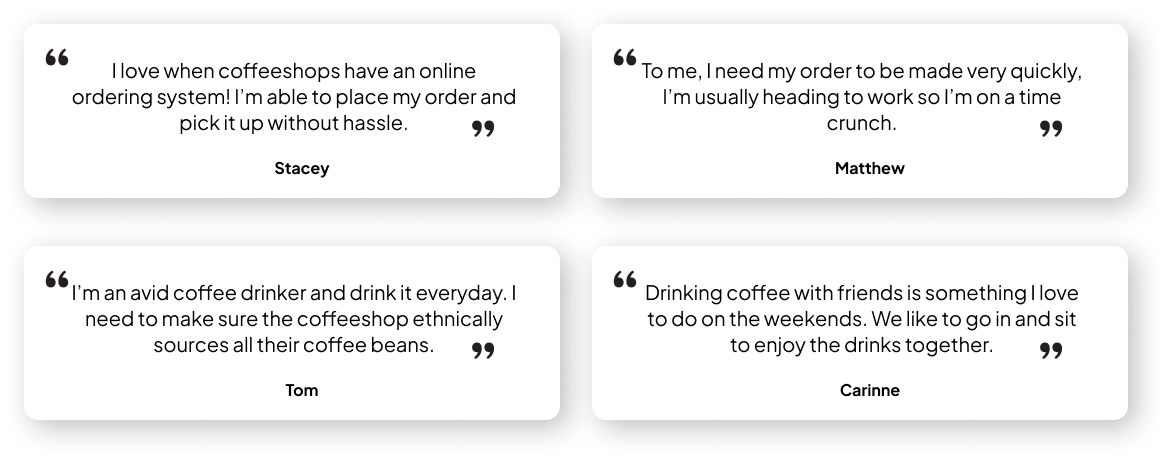 “ I love when coffeeshops have an online
ordering system! I’m able to place my order and
pick it up without hassle. ”
Stacey
“ To me, I need my order to be made very quickly,
I’m usually heading to work so I’m on a time
crunch. ”
Matthew
“ I’m an avid coffee drinker and drink it everyday. I
need to make sure the coffeeshop ethnically
sources all their coffee beans. ”
Tom
“ Drinking coffee with friends is something I love
to do on the weekends. We like to go in and sit
to enjoy the drinks together. ”
Carinne